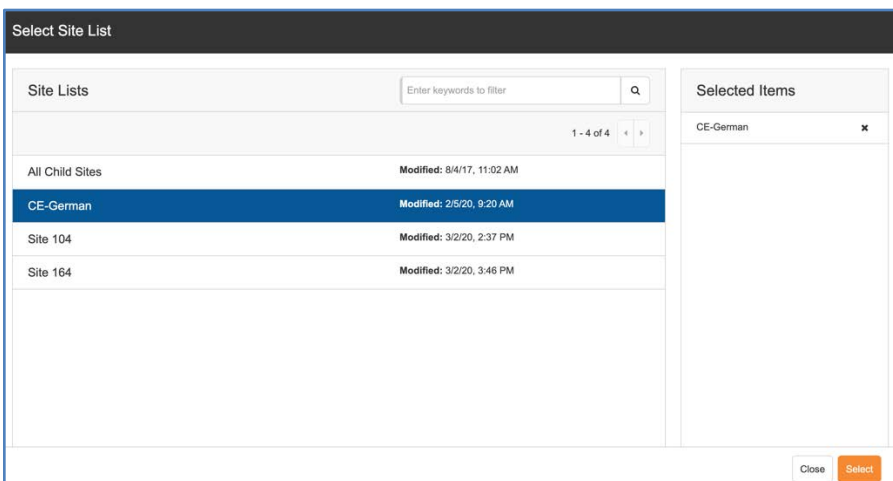 Select Site List
Site Lists
Enter keywords to filter
Selected Items
1 - 4 of 4
CE-German
All Child Sites Modified: 8/4/17, 11:02 AM
CE-German Modified: 2/5/20, 9:20 AM
Site 104 Modified: 3/2/20, 2:37 PM
Site 164 Modified: 3/2/20, 3:46 PM
Close Select